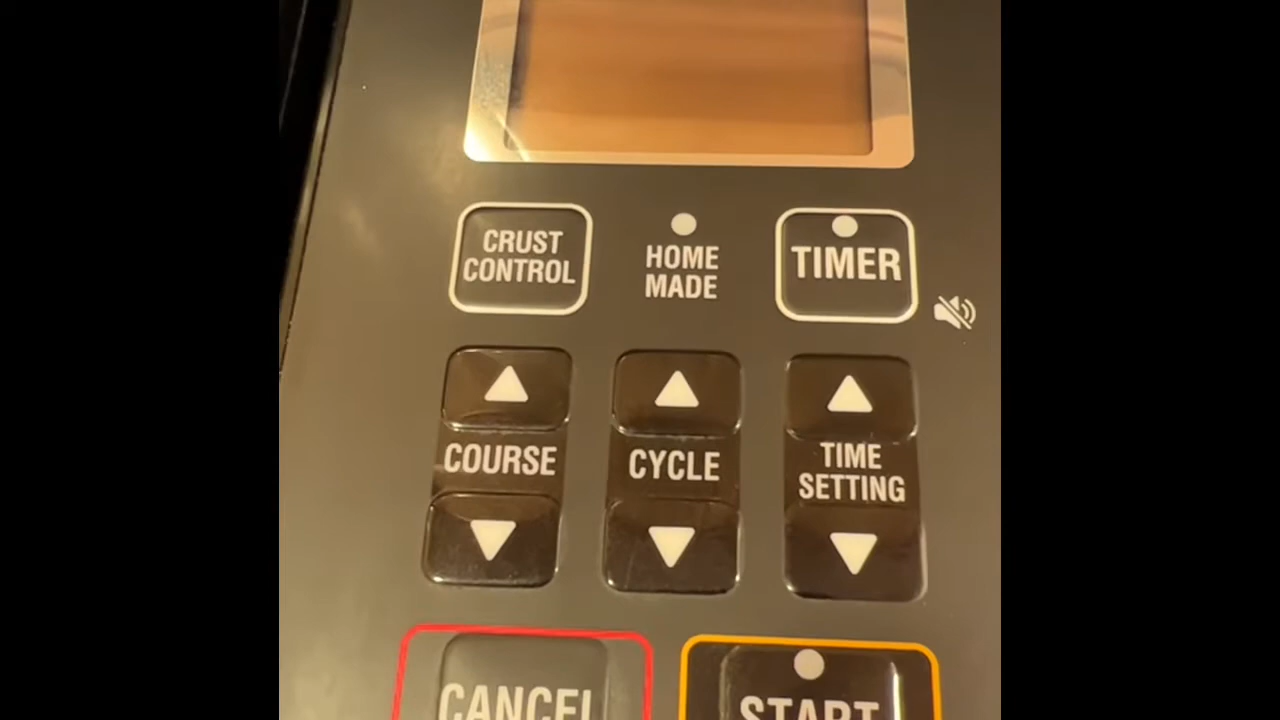 CRUST
CONTROL
HOME
MADE
TIMER
COURSE
CYCLE
TIME
SETTING
CANCEL
START